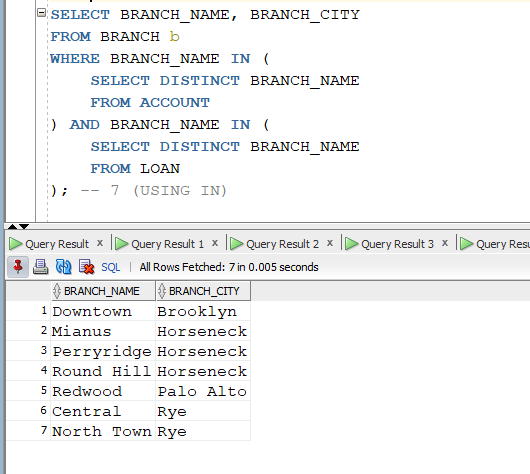 SELECT BRANCH_NAME, BRANCH_CITY
FROM BRANCH b
WHERE BRANCH_NAME IN (
SELECT DISTINCT BRANCH_NAME
FROM ACCOUNT
) AND BRANCH_NAME IN (
SELECT DISTINCT BRANCH_NAME
FROM LOAN
); -- 7 (USING IN)
Query Result x Query Result 1 x Query Result 2 x Query Result 3 x Query Resu
SQL | All Rows Fetched: 7 in 0.005 seconds
BRANCH_NAME BRANCH_CITY
1 Downtown Brooklyn
2 Mianus Horseneck
3 Perryridge Horseneck
4 Round Hill Horseneck
5 Redwood Palo Alto
6 Central Rye
7 North Town Rye